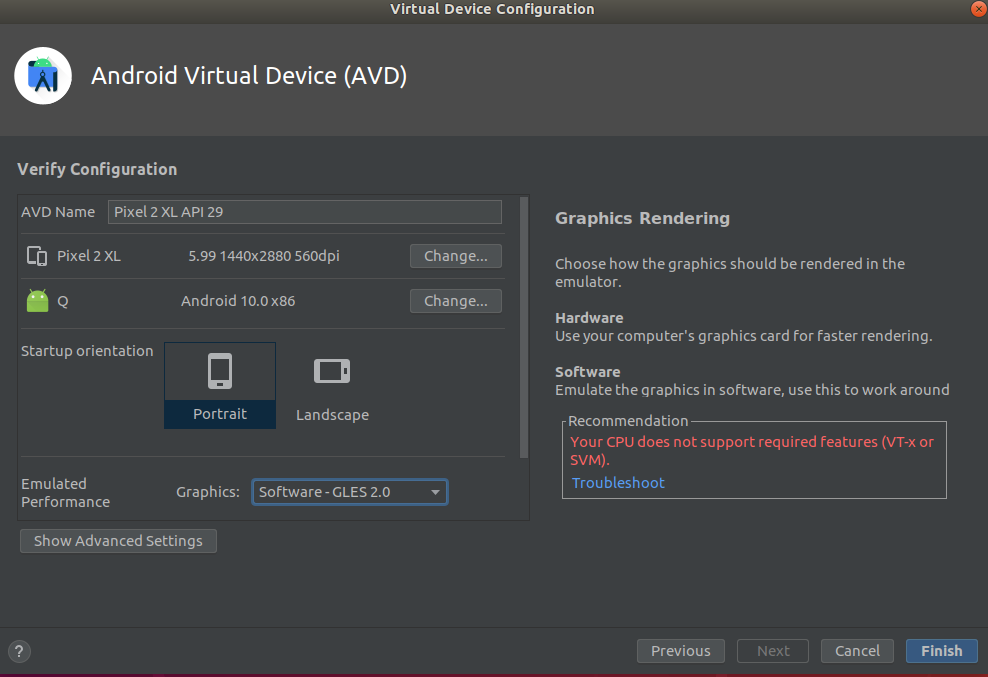 Virtual Device Configuration
Android Virtual Device (AVD)
Verify Configuration
AVD Name Pixel 2 XL API 29
Pixel 2 XL 5.99 1440x2880 560dpi Change...
Q Android 10.0 x86 Change...
Startup orientation
Portrait
Landscape
Emulated
Performance
Graphics: Software - GLES 2.0
Show Advanced Settings
Graphics Rendering
Choose how the graphics should be rendered in the
emulator.
Hardware
Use your computer's graphics card for faster rendering.
Software
Emulate the graphics in software, use this to work around
Recommendation
Your CPU does not support required features (VT-x or
SVM).
Troubleshoot
?
Previous
Next
Cancel
Finish